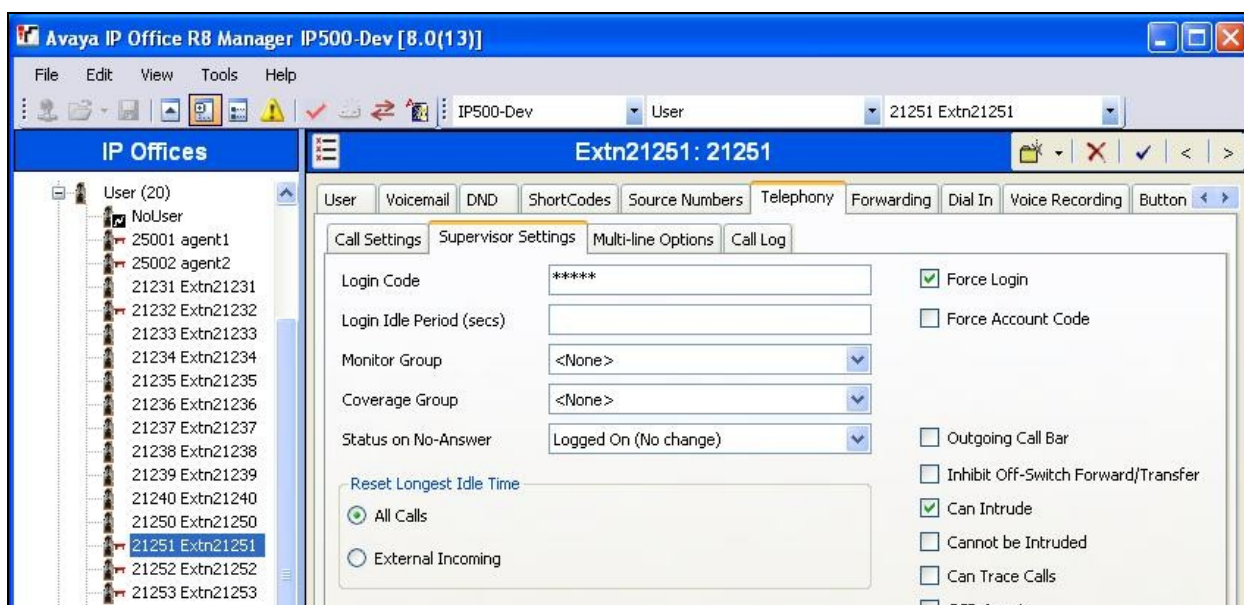 Avaya IP Office R8 Manager IP500-Dev [8.0(13)]
File Edit View Tools Help
IP500-Dev User 21251 Extn21251
IP Offices
Extn21251: 21251
User (20)
NoUser
25001 agent1
25002 agent2
21231 Extn21231
21232 Extn21232
21233 Extn21233
21234 Extn21234
21235 Extn21235
21236 Extn21236
21237 Extn21237
21238 Extn21238
21239 Extn21239
21240 Extn21240
21250 Extn21250
21251 Extn21251
21252 Extn21252
21253 Extn21253
User Voicemail DND ShortCodes Source Numbers Telephony Forwarding Dial In Voice Recording Button
Call Settings Supervisor Settings Multi-line Options Call Log
Login Code *****
Force Login
Login Idle Period (secs)
Force Account Code
Monitor Group <None>
Coverage Group <None>
Status on No-Answer Logged On (No change)
Outgoing Call Bar
Inhibit Off-Switch Forward/Transfer
Reset Longest Idle Time
All Calls
Can Intrude
Cannot be Intruded
External Incoming
Can Trace Calls